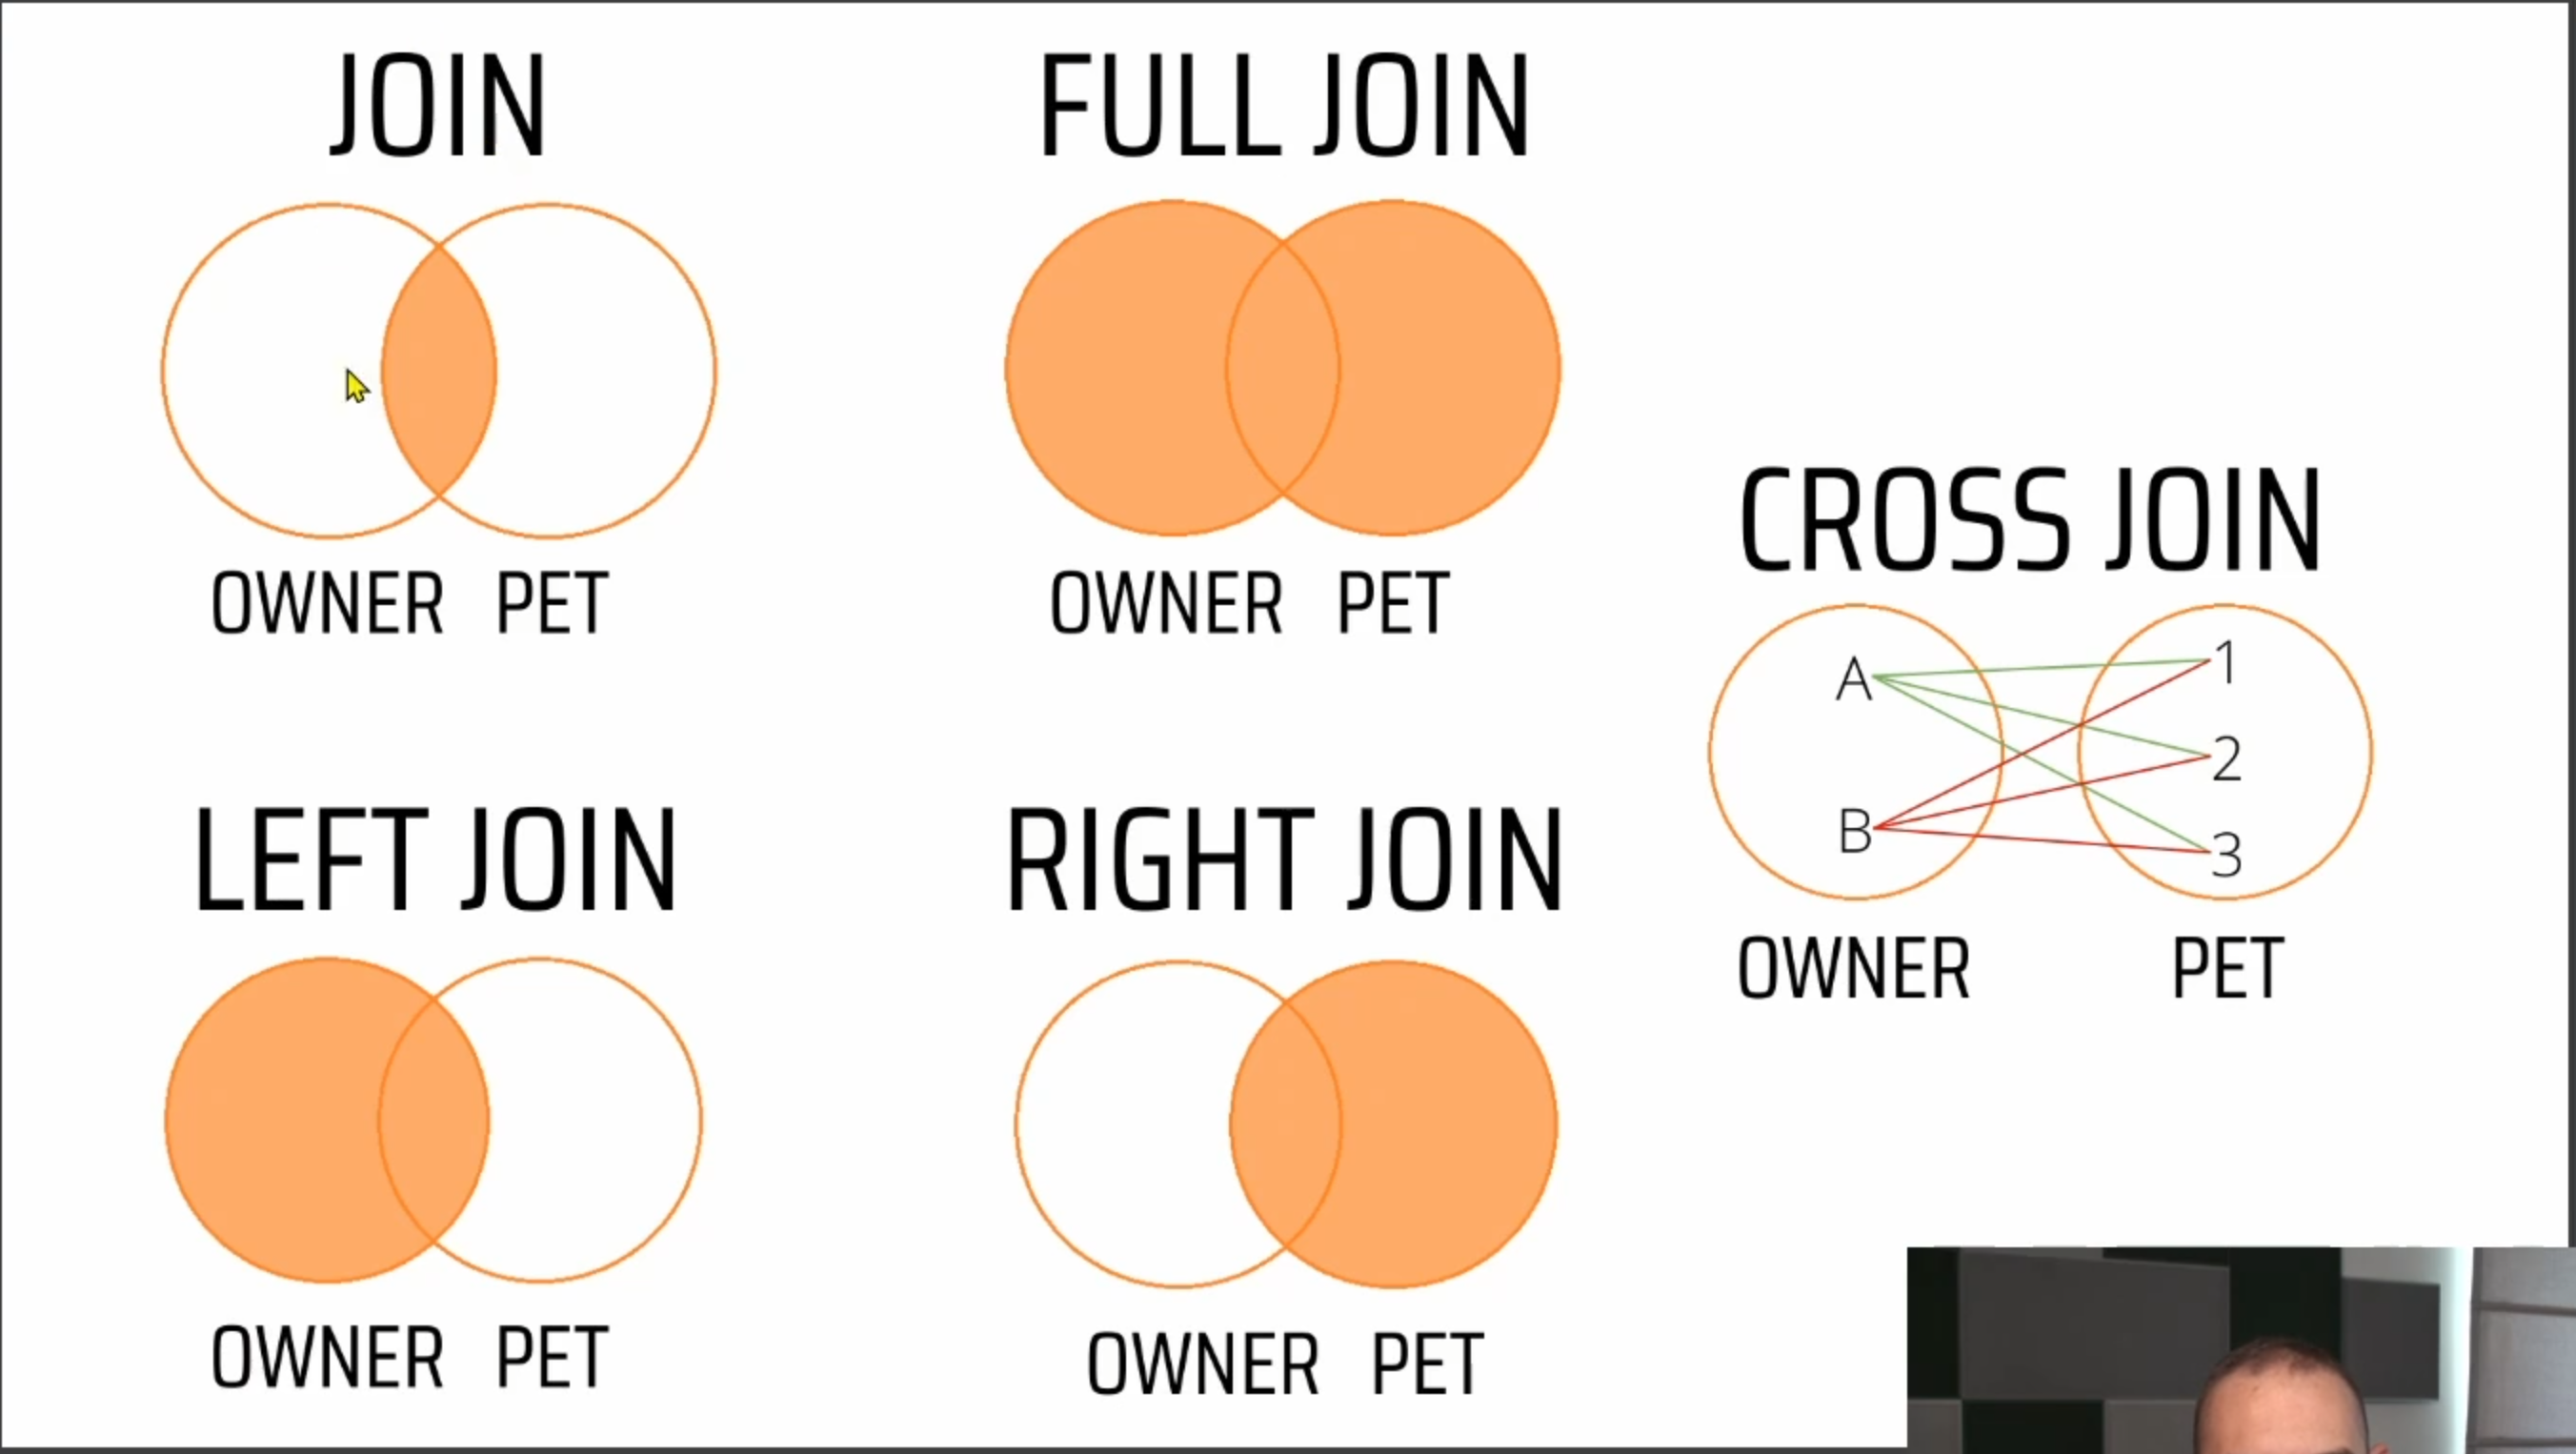 JOIN
OWNER PET
FULL JOIN
OWNER PET
LEFT JOIN
OWNER PET
RIGHT JOIN
OWNER PET
CROSS JOIN
A
B
1
2
3
OWNER PET